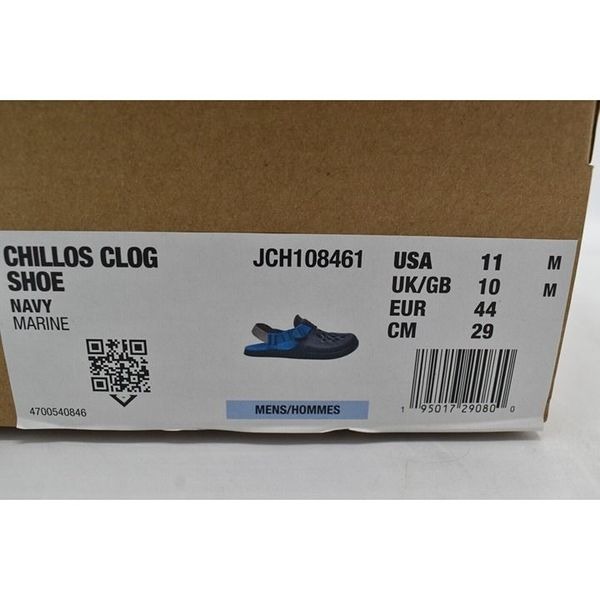 CHILLOS CLOG
SHOE
NAVY
MARINE
4700540846
JCH108461
MENS/HOMMES
USA 11 M
UK/GB 10 M
EUR 44
CM 29
1 95017 29080 0